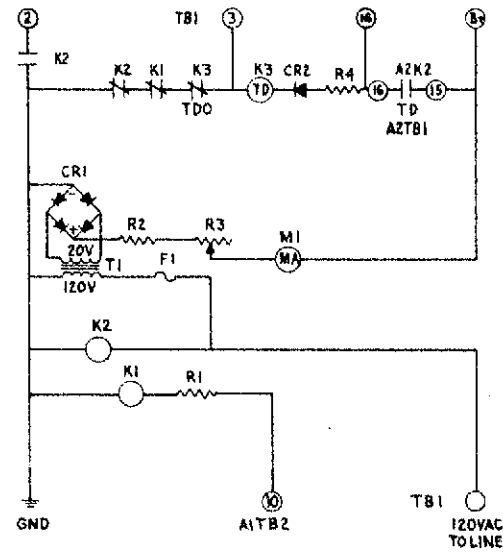 2 TB1 3 16 B+
K2
K2 K1 K3 K3 CR2 R4 A2K2
TD 16 15
TDO TD
A2TB1
CR1
-
+ R2 R3 M1
20V MA
T1 F1
120V
K2
K1 R1
10 TB1
GND A1TB2 120VAC
TO LINE